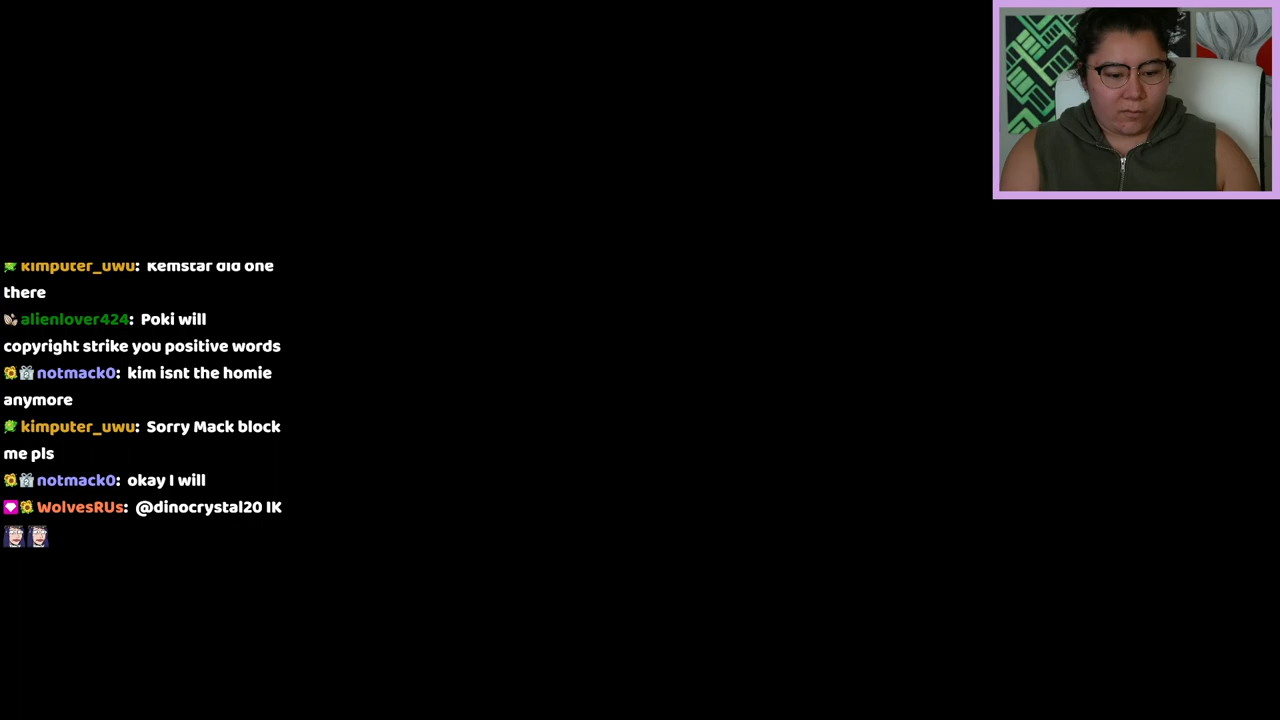 kimputer_uwu: Kemstar did one
there
alienlover424: Poki will
copyright strike you positive words
notmack0: kim isnt the homie
anymore
kimputer_uwu: Sorry Mack block
me pls
notmack0: okay I will
WolvesRUs: @dinocrystal20 IK